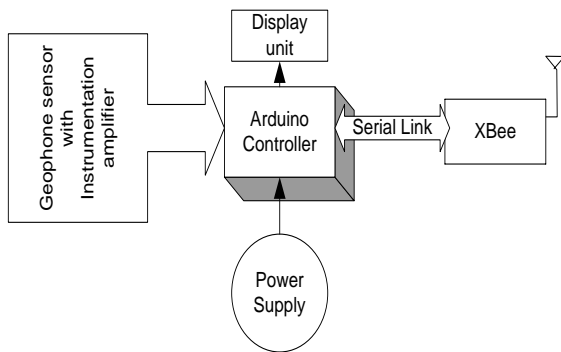 Display
unit
Geophone sensor
with
Instrumentation
amplifier
Arduino
Controller
Serial Link
XBee
Power
Supply